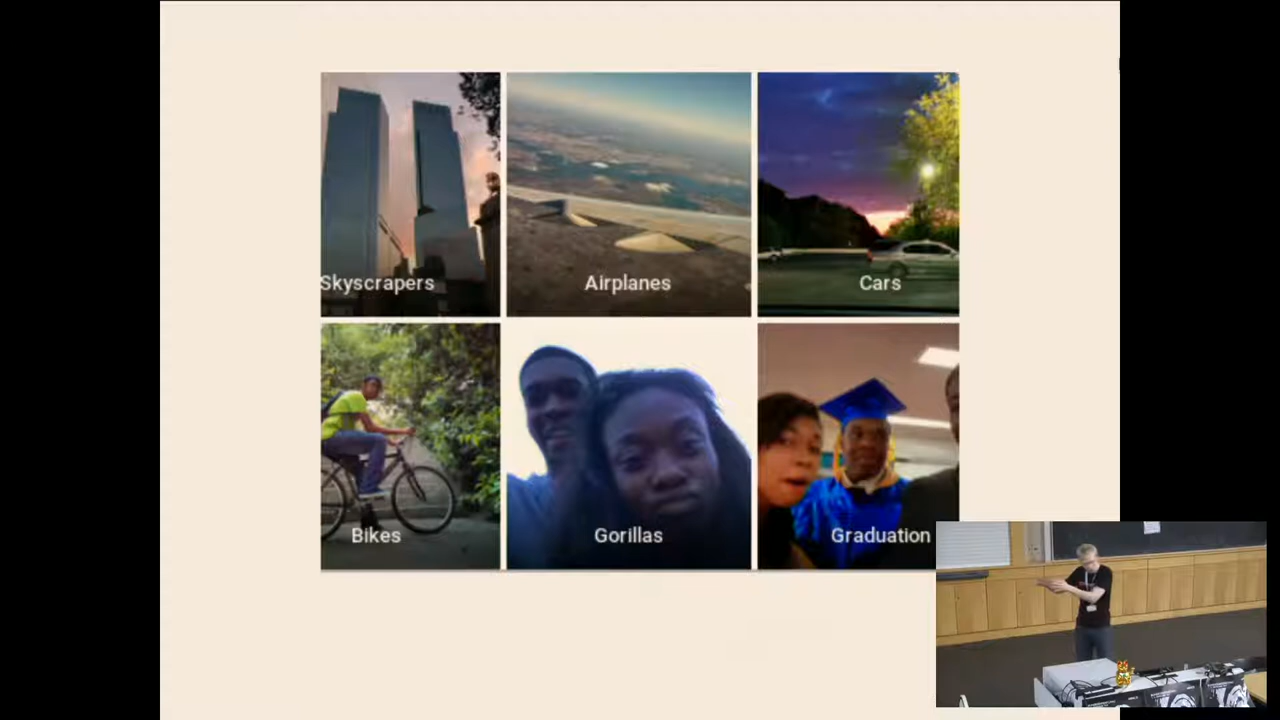 Skyscrapers
Airplanes
Cars
Bikes
Gorillas
Graduation